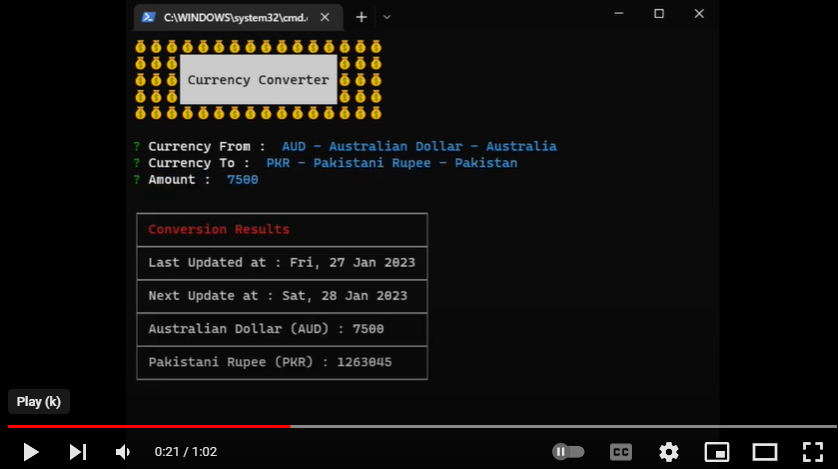 C:\WINDOWS\system32\cmd.
Currency Converter
? Currency From : AUD - Australian Dollar - Australia
? Currency To : PKR - Pakistani Rupee - Pakistan
? Amount : 7500
Conversion Results
Last Updated at : Fri, 27 Jan 2023
Next Update at : Sat, 28 Jan 2023
Australian Dollar (AUD) : 7500
Pakistani Rupee (PKR) : 1263045
Play (k)
0:21 / 1:02
CC